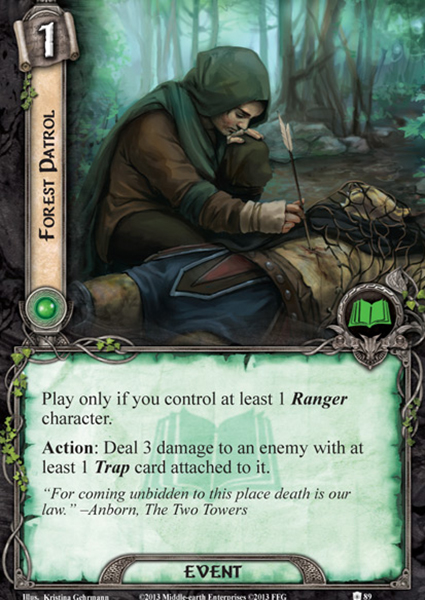 1
FOREST PATROL
Play only if you control at least 1 Ranger
character.
Action: Deal 3 damage to an enemy with at
least 1 Trap card attached to it.
“For coming unbidden to this place death is our
law.” –Anborn, The Two Towers
EVENT
Illus. Kristina Gehrmann ©2013 Middle-earth Enterprises ©2013 FFG 89